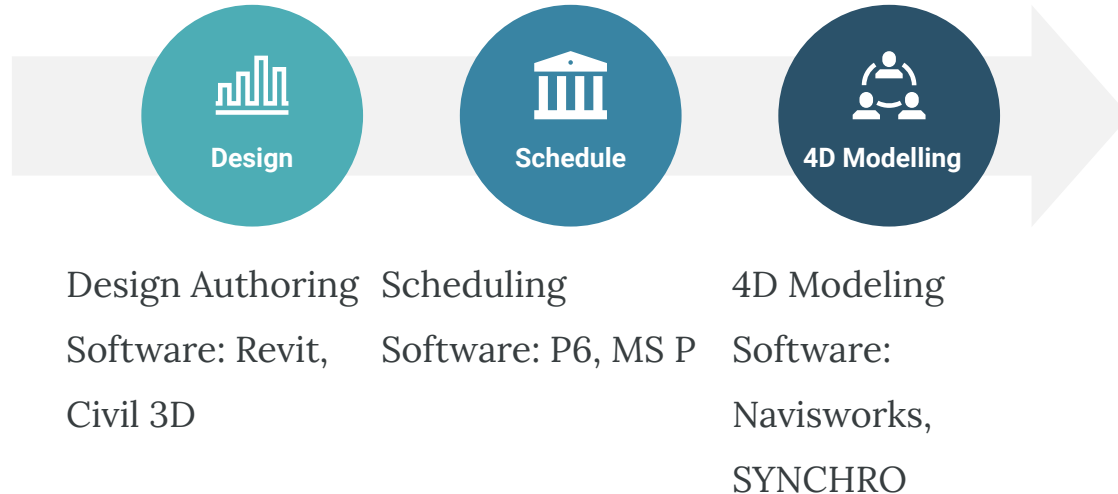 Design
Schedule
4D Modelling
Design Authoring
Software: Revit,
Civil 3D
Scheduling
Software: P6, MS P
4D Modeling
Software:
Navisworks,
SYNCHRO